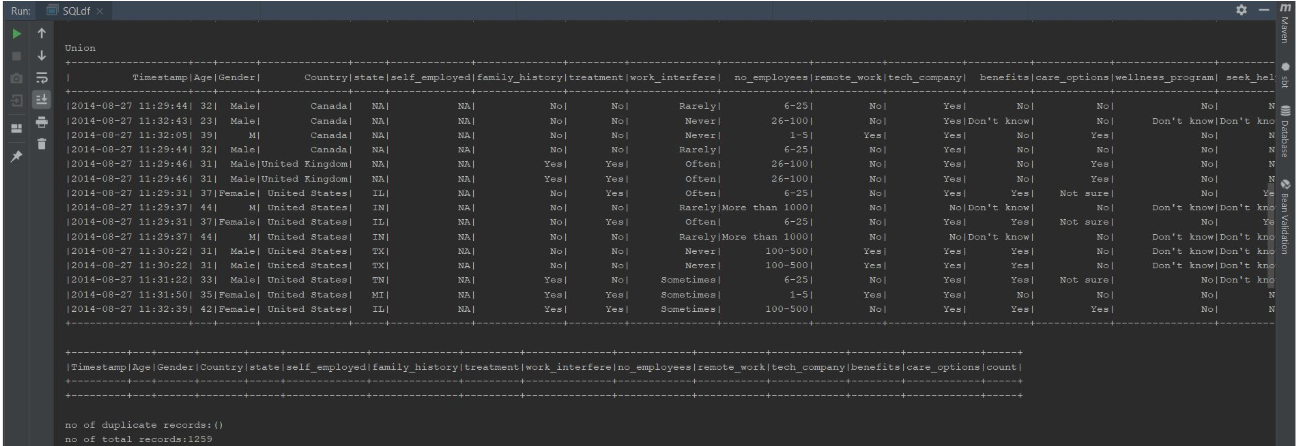 Run: SQLdf ×
Union
+-------------------+---+------+--------------+-----+-------------+--------------+---------+--------------+--------------+-----------+------------+----------+------------+----------------+--------
|          Timestamp|Age|Gender|       Country|state|self_employed|family_history|treatment|work_interfere|  no_employees|remote_work|tech_company|  benefits|care_options|wellness_program| seek_hel
+-------------------+---+------+--------------+-----+-------------+--------------+---------+--------------+--------------+-----------+------------+----------+------------+----------------+--------
|2014-08-27 11:29:44| 32|  Male|        Canada|   NA|           NA|            No|       No|        Rarely|          6-25|         No|         Yes|        No|          No|              No|       N
|2014-08-27 11:32:43| 23|  Male|        Canada|   NA|           NA|            No|       No|         Never|        26-100|         No|         Yes|Don't know|          No|      Don't know|Don't kno
|2014-08-27 11:32:05| 39|     M|        Canada|   NA|           NA|            No|       No|         Never|           1-5|        Yes|         Yes|        No|         Yes|              No|       N
|2014-08-27 11:29:44| 32|  Male|        Canada|   NA|           NA|            No|       No|        Rarely|          6-25|         No|         Yes|        No|          No|              No|       N
|2014-08-27 11:29:46| 31|  Male|United Kingdom|   NA|           NA|           Yes|      Yes|         Often|        26-100|         No|         Yes|        No|         Yes|              No|       N
|2014-08-27 11:29:46| 31|  Male|United Kingdom|   NA|           NA|           Yes|      Yes|         Often|        26-100|         No|         Yes|        No|         Yes|              No|       N
|2014-08-27 11:29:31| 37|Female| United States|   IL|           NA|            No|      Yes|         Often|          6-25|         No|         Yes|       Yes|    Not sure|              No|      Ye
|2014-08-27 11:29:37| 44|     M| United States|   IN|           NA|            No|       No|        Rarely|More than 1000|         No|          No|Don't know|          No|      Don't know|Don't kno
|2014-08-27 11:29:31| 37|Female| United States|   IL|           NA|            No|      Yes|         Often|          6-25|         No|         Yes|       Yes|    Not sure|              No|      Ye
|2014-08-27 11:29:37| 44|     M| United States|   IN|           NA|            No|       No|        Rarely|More than 1000|         No|          No|Don't know|          No|      Don't know|Don't kno
|2014-08-27 11:30:22| 31|  Male| United States|   TX|           NA|            No|       No|         Never|       100-500|        Yes|         Yes|       Yes|          No|      Don't know|Don't kno
|2014-08-27 11:30:22| 31|  Male| United States|   TX|           NA|            No|       No|         Never|       100-500|        Yes|         Yes|       Yes|          No|      Don't know|Don't kno
|2014-08-27 11:31:22| 33|  Male| United States|   TN|           NA|           Yes|       No|     Sometimes|          6-25|         No|         Yes|       Yes|    Not sure|              No|Don't kno
|2014-08-27 11:31:50| 35|Female| United States|   MI|           NA|           Yes|      Yes|     Sometimes|           1-5|        Yes|         Yes|        No|          No|              No|       N
|2014-08-27 11:32:39| 42|Female| United States|   IL|           NA|           Yes|      Yes|     Sometimes|       100-500|         No|         Yes|       Yes|         Yes|              No|       N
+-------------------+---+------+--------------+-----+-------------+--------------+---------+--------------+--------------+-----------+------------+----------+------------+----------------+--------
+---------+---+------+-------+-----+-------------+--------------+---------+--------------+------------+-----------+------------+--------+------------+-----+
|Timestamp|Age|Gender|Country|state|self_employed|family_history|treatment|work_interfere|no_employees|remote_work|tech_company|benefits|care_options|count|
+---------+---+------+-------+-----+-------------+--------------+---------+--------------+------------+-----------+------------+--------+------------+-----+
+---------+---+------+-------+-----+-------------+--------------+---------+--------------+------------+-----------+------------+--------+------------+-----+
no of duplicate records:()
no of total records:1259
m Maven
sbt
Database
Bean Validation